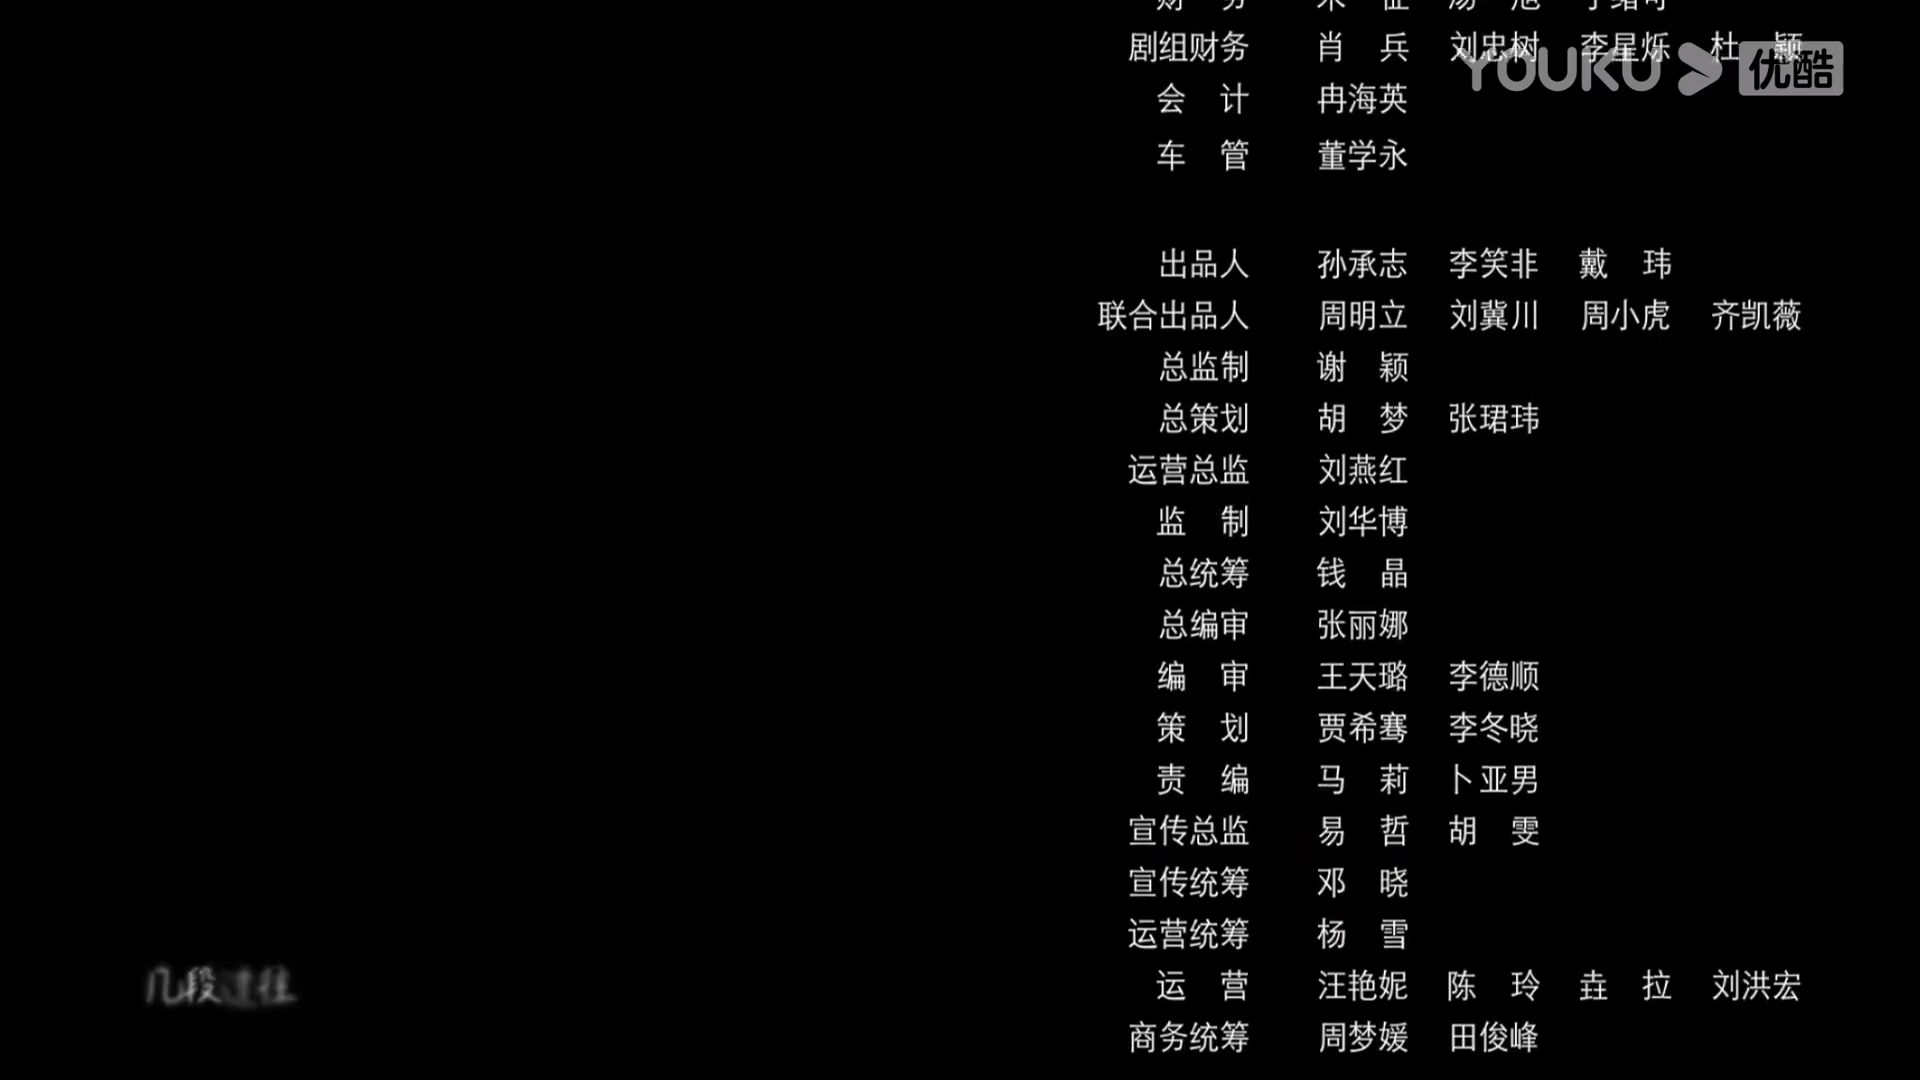 剧组财务 肖 兵 刘忠树 李星烁 杜 颖
YOUKU 优酷
会 计 冉海英
车 管 董学永
出品人 孙承志 李笑非 戴 玮
联合出品人 周明立 刘冀川 周小虎 齐凯薇
总监制 谢 颖
总策划 胡 梦 张珺玮
运营总监 刘燕红
监 制 刘华博
总统筹 钱 晶
总编审 张丽娜
编 审 王天璐 李德顺
策 划 贾希骞 李冬晓
责 编 马 莉 卜亚男
宣传总监 易 哲 胡 雯
宣传统筹 邓 晓
运营统筹 杨 雪
运 营 汪艳妮 陈 玲 垚 拉 刘洪宏
几段过往
商务统筹 周梦媛 田俊峰